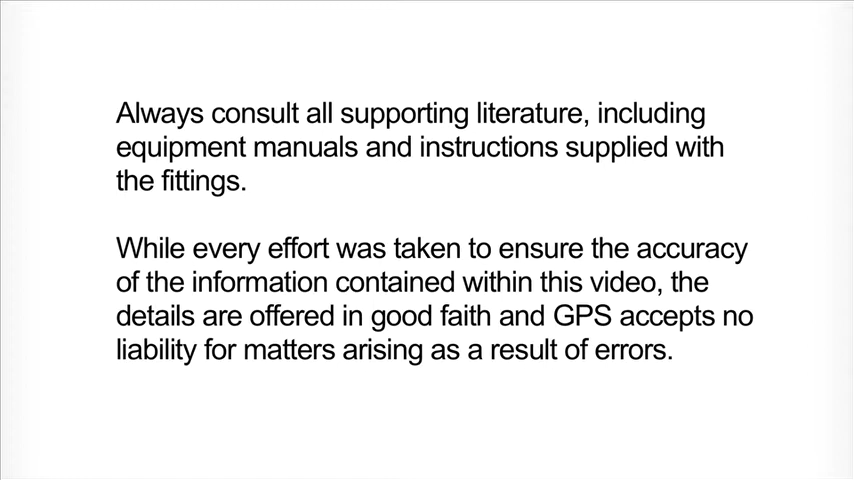 Always consult all supporting literature, including
equipment manuals and instructions supplied with
the fittings.
While every effort was taken to ensure the accuracy
of the information contained within this video, the
details are offered in good faith and GPS accepts no
liability for matters arising as a result of errors.